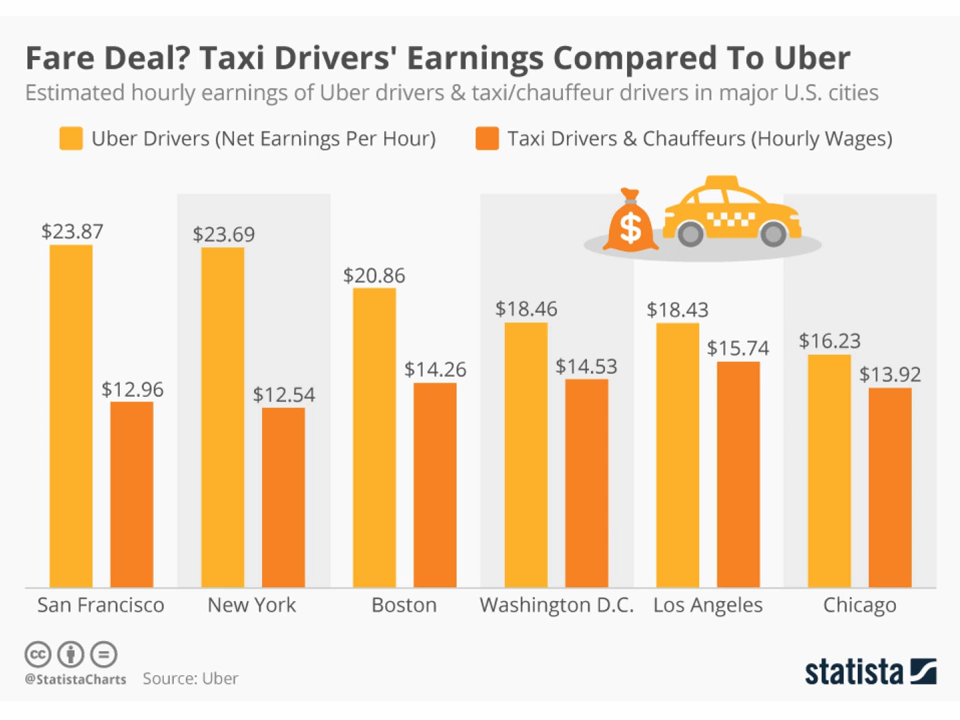 Fare Deal? Taxi Drivers' Earnings Compared To Uber
Estimated hourly earnings of Uber drivers & taxi/chauffeur drivers in major U.S. cities
Uber Drivers (Net Earnings Per Hour) Taxi Drivers & Chauffeurs (Hourly Wages)
$
$23.87 $12.96
$23.69 $12.54
$20.86 $14.26
$18.46 $14.53
$18.43 $15.74
$16.23 $13.92
San Francisco New York Boston Washington D.C. Los Angeles Chicago
cc =
@StatistaCharts Source: Uber
statista